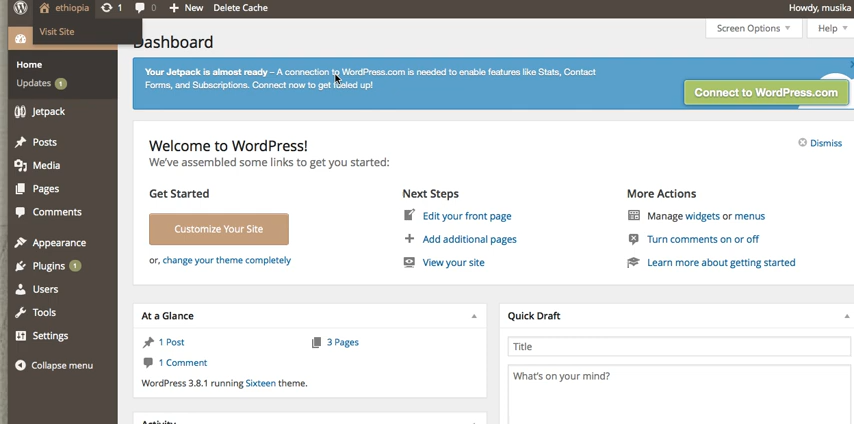 ethiopia 1 0 New Delete Cache Howdy, musika
Visit Site
Screen Options Help
Dashboard
Home
Updates 1
Jetpack
Posts
Media
Pages
Comments
Appearance
Plugins 1
Users
Tools
Settings
Collapse menu
Your Jetpack is almost ready – A connection to WordPress.com is needed to enable features like Stats, Contact
Forms, and Subscriptions. Connect now to get fueled up!
Connect to WordPress.com
Welcome to WordPress!
Dismiss
We've assembled some links to get you started:
Get Started
Customize Your Site
or, change your theme completely
Next Steps
Edit your front page
Add additional pages
View your site
More Actions
Manage widgets or menus
Turn comments on or off
Learn more about getting started
At a Glance
1 Post
3 Pages
1 Comment
WordPress 3.8.1 running Sixteen theme.
Activity
Quick Draft
Title
What's on your mind?